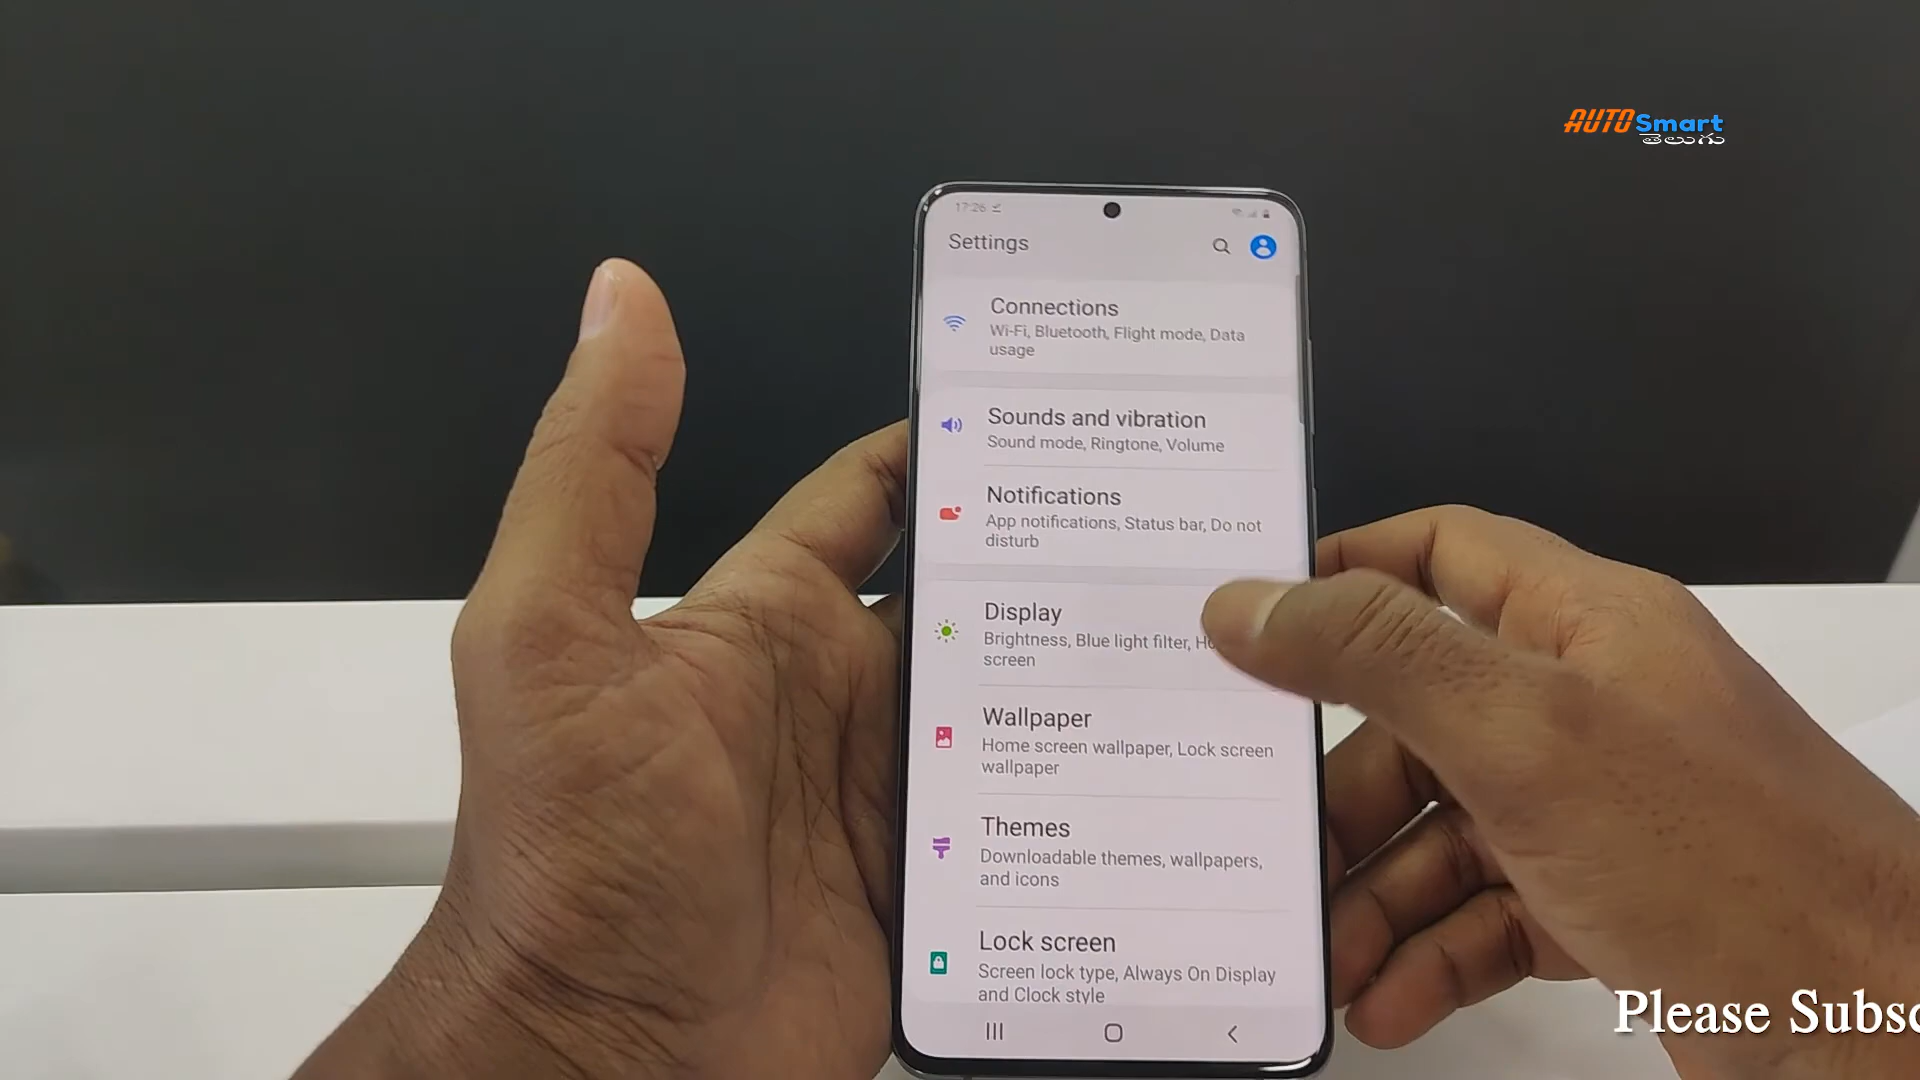 AUTO Smart
తెలుగు
17:26
Settings
Connections
Wi-Fi, Bluetooth, Flight mode, Data
usage
Sounds and vibration
Sound mode, Ringtone, Volume
Notifications
App notifications, Status bar, Do not
disturb
Display
Brightness, Blue light filter,
screen
Wallpaper
Home screen wallpaper, Lock screen
wallpaper
Themes
Downloadable themes, wallpapers,
and icons
Lock screen
Screen lock type, Always On Display
and Clock style
Please Subsc